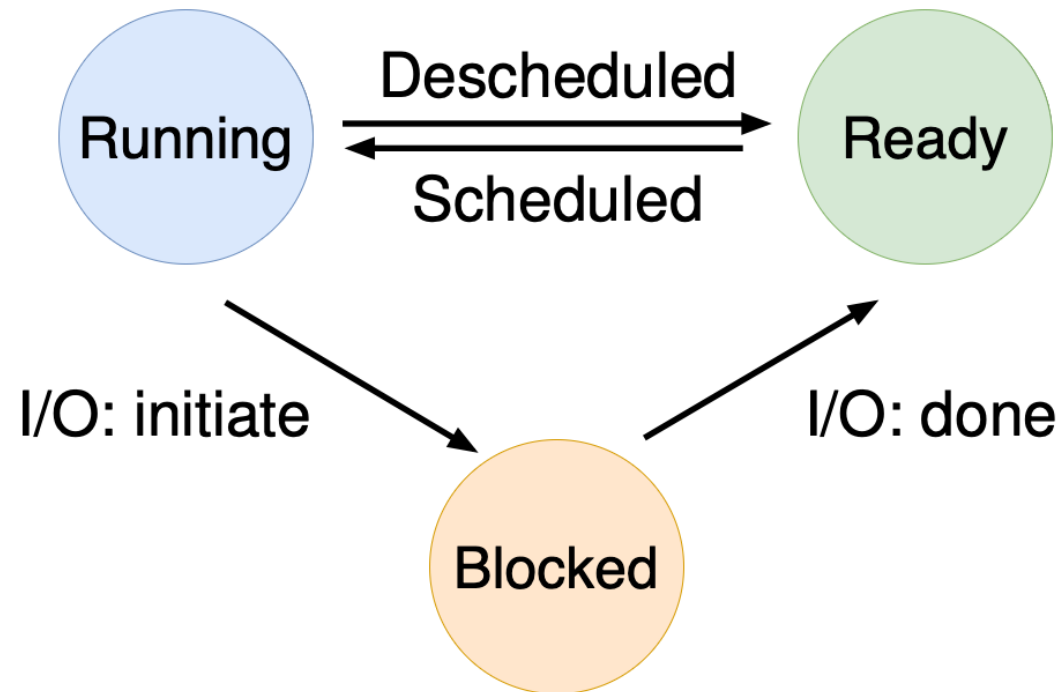 Descheduled
Running
Ready
Scheduled
I/O: initiate
I/O: done
Blocked